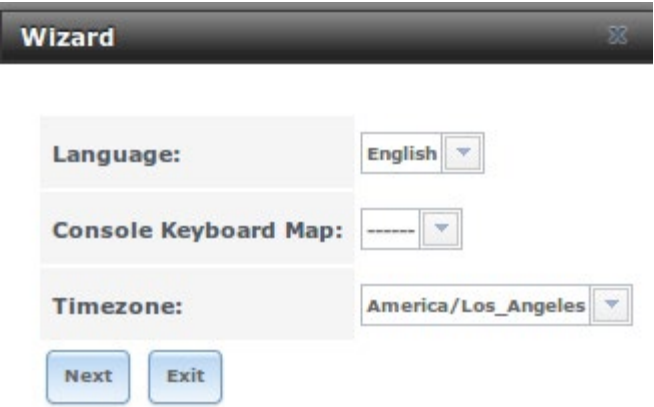 Wizard
Language: English
Console Keyboard Map: ------
Timezone: America/Los_Angeles
Next Exit